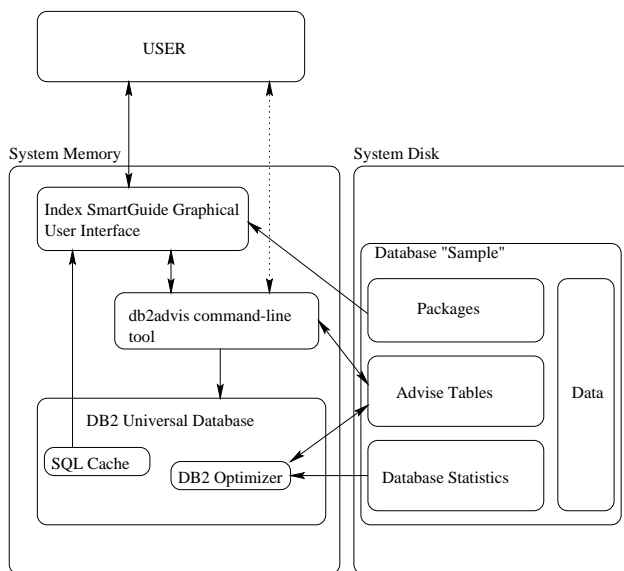 USER
System Memory
System Disk
Index SmartGuide Graphical
User Interface
Database "Sample"
Packages
db2advis command-line
tool
Advise Tables
Data
DB2 Universal Database
SQL Cache
DB2 Optimizer
Database Statistics